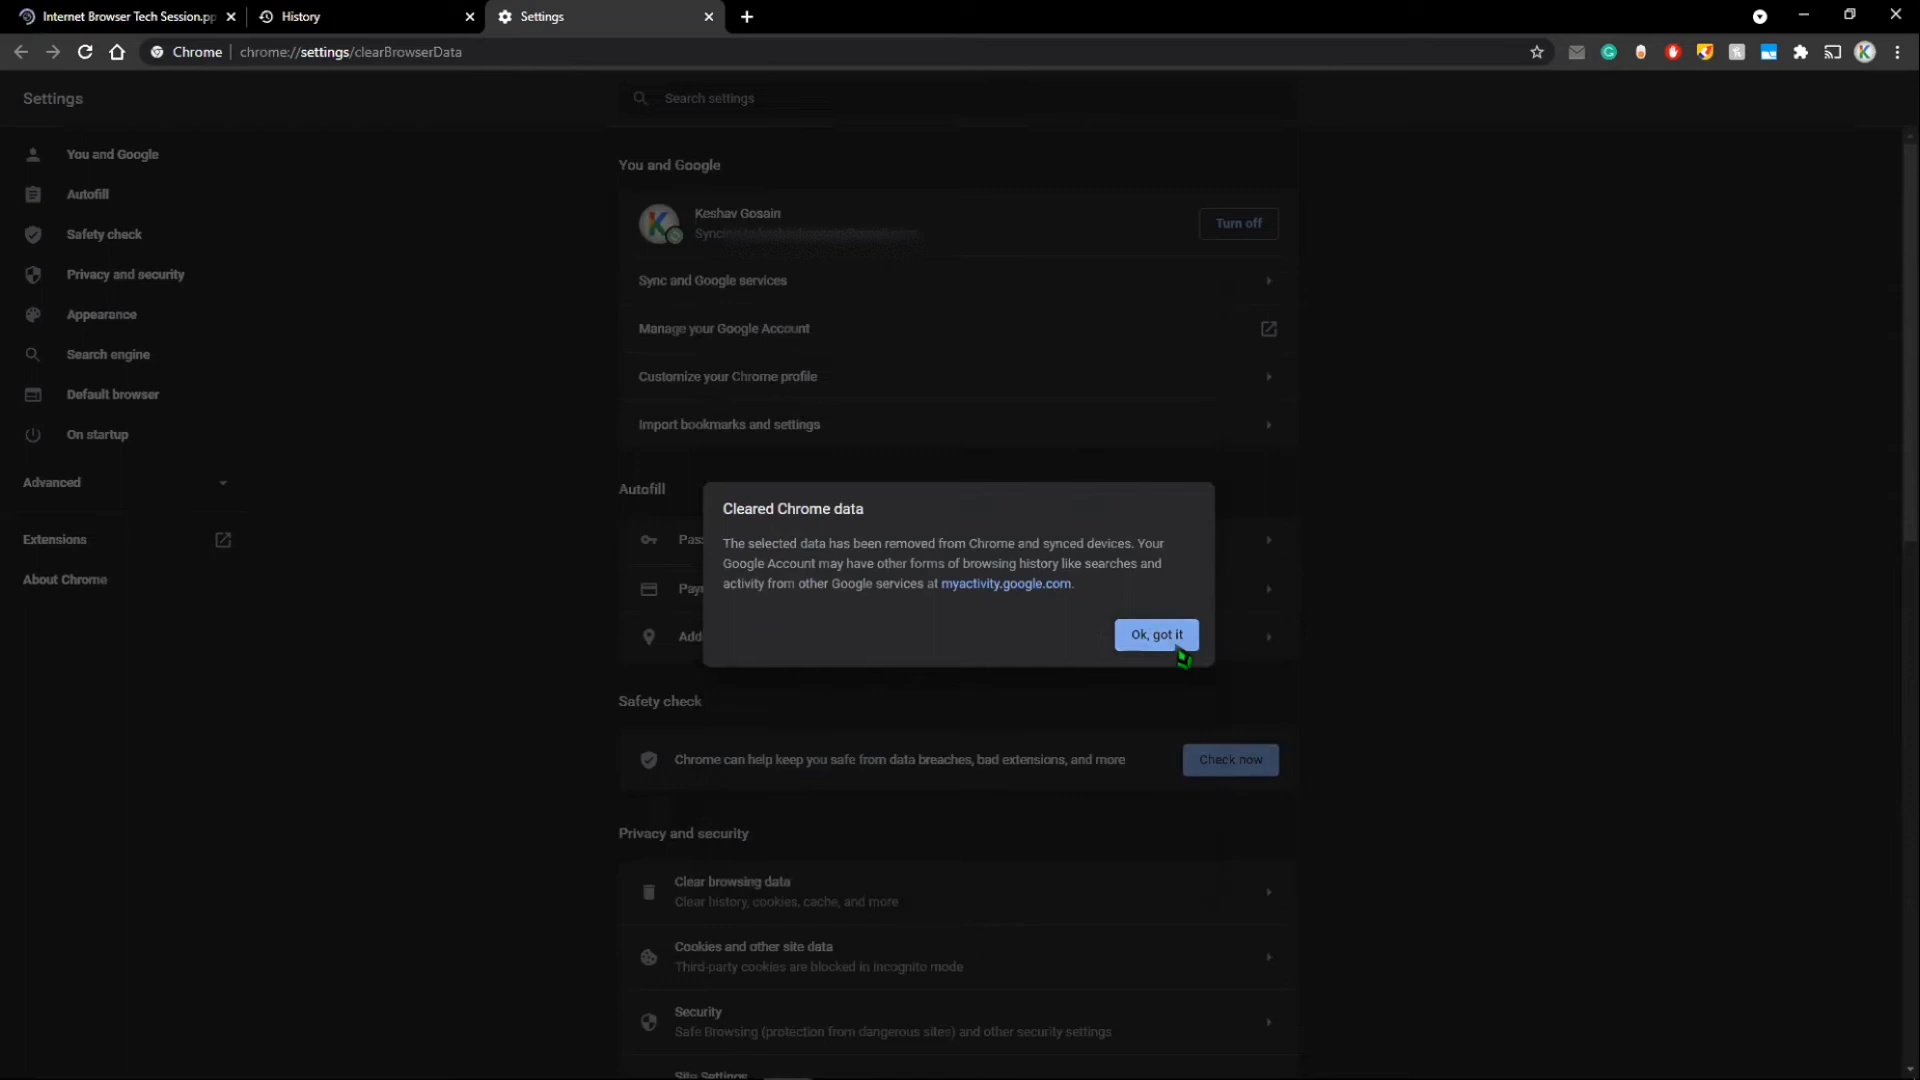 Internet Browser Tech Session.pp
History
Settings
Chrome
chrome://settings/clearBrowserData
Settings
Search settings
You and Google
Autofill
Safety check
Privacy and security
Appearance
Search engine
Default browser
On startup
Advanced
Extensions
About Chrome
You and Google
Keshav Gosain
Turn off
Sync and Google services
Manage your Google Account
Customize your Chrome profile
Import bookmarks and settings
Autofill
Cleared Chrome data
The selected data has been removed from Chrome and synced devices. Your
Google Account may have other forms of browsing history like searches and
activity from other Google services at myactivity.google.com.
Ok, got it
Safety check
Chrome can help keep you safe from data breaches, bad extensions, and more
Check now
Privacy and security
Clear browsing data
Clear history, cookies, cache, and more
Cookies and other site data
Third-party cookies are blocked in Incognito mode
Security
Safe Browsing (protection from dangerous sites) and other security settings
Site Settings